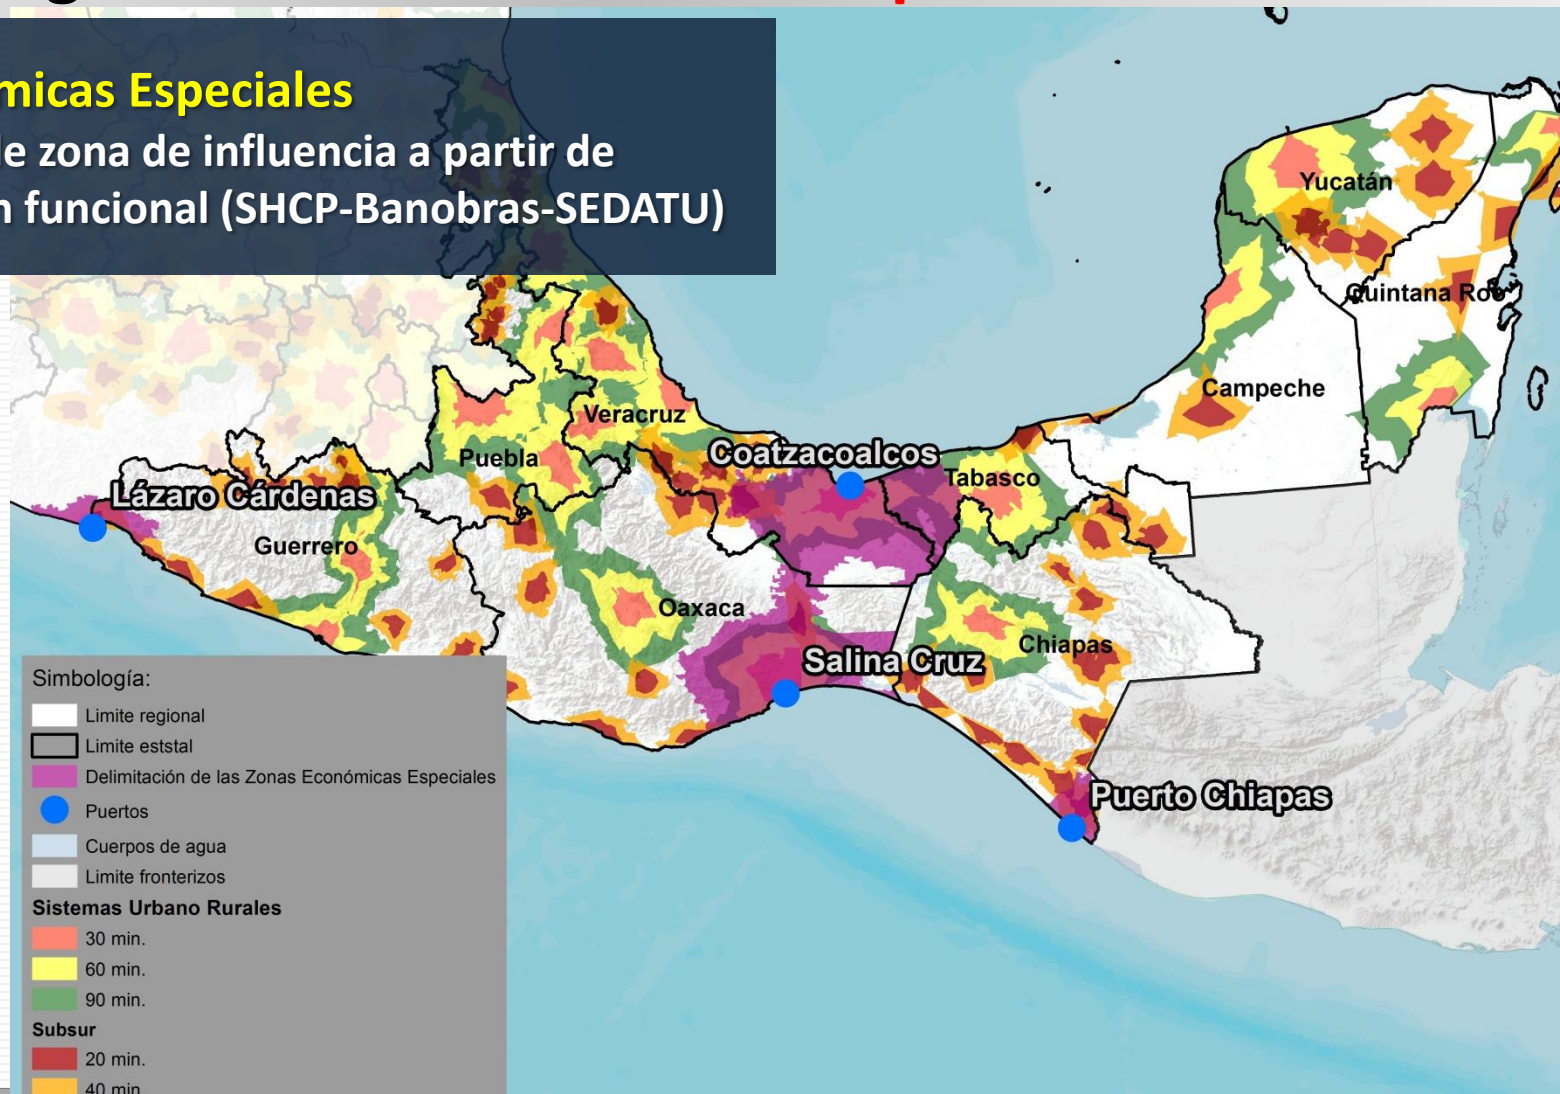 micas Especiales
de zona de influencia a partir de
n funcional (SHCP-Banobras-SEDATU)
Yucatán
Quintana Roo
Campeche
Veracruz
Coatzacoalcos
Puebla
Tabasco
Lázaro Cárdenas
Guerrero
Oaxaca
Chiapas
Salina Cruz
Puerto Chiapas
Simbología:
Limite regional
Limite eststal
Delimitación de las Zonas Económicas Especiales
Puertos
Cuerpos de agua
Limite fronterizos
Sistemas Urbano Rurales
30 min.
60 min.
90 min.
Subsur
20 min.
40 min.